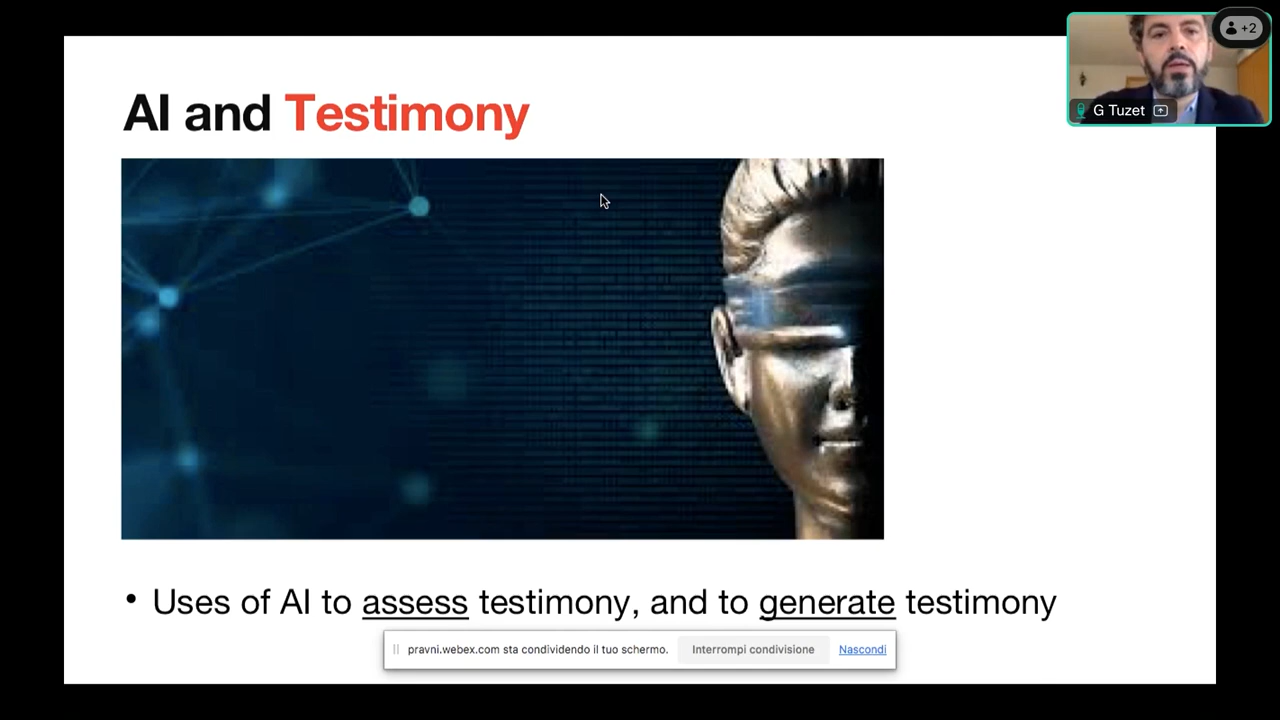 AI and Testimony
+2
G Tuzet
• Uses of AI to assess testimony, and to generate testimony
pravni.webex.com sta condividendo il tuo schermo. Interrompi condivisione Nascondi